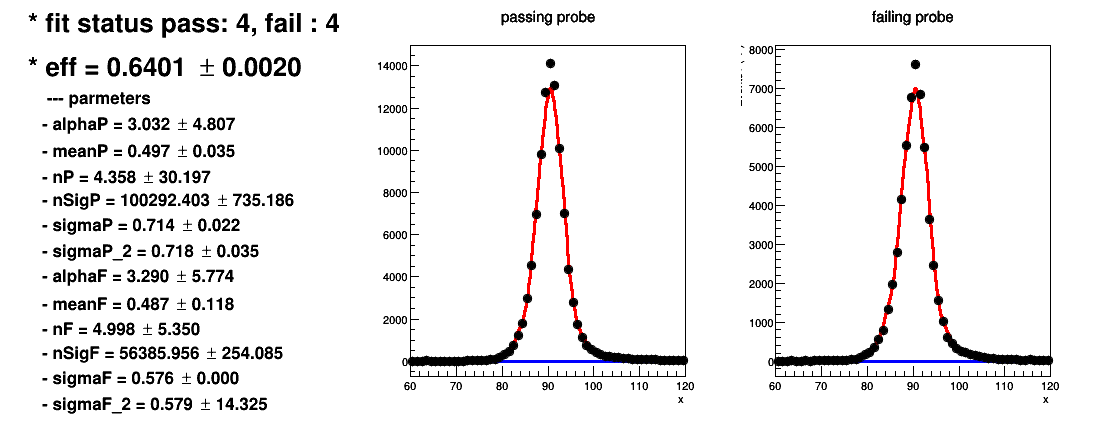 * fit status pass: 4, fail : 4
* eff = 0.6401 ± 0.0020
--- parmeters
- alphaP = 3.032 ± 4.807
- meanP = 0.497 ± 0.035
- nP = 4.358 ± 30.197
- nSigP = 100292.403 ± 735.186
- sigmaP = 0.714 ± 0.022
- sigmaP_2 = 0.718 ± 0.035
- alphaF = 3.290 ± 5.774
- meanF = 0.487 ± 0.118
- nF = 4.998 ± 5.350
- nSigF = 56385.956 ± 254.085
- sigmaF = 0.576 ± 0.000
- sigmaF_2 = 0.579 ± 14.325
passing probe
14000
12000
10000
8000
6000
4000
2000
0
60 70 80 90 100 110 120
x
failing probe
8000
7000
6000
5000
4000
3000
2000
1000
0
60 70 80 90 100 110 120
x